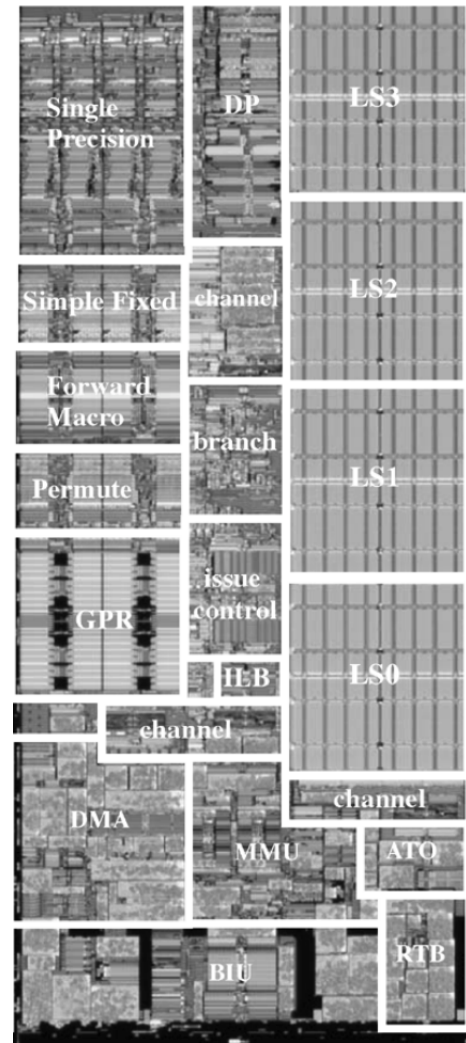 Single
Precision
DP
LS3
Simple Fixed
channel
LS2
Forward
Macro
branch
LS1
Permute
issue
control
GPR
ILB
LS0
channel
channel
DMA
MMU
ATO
BIU
RTB